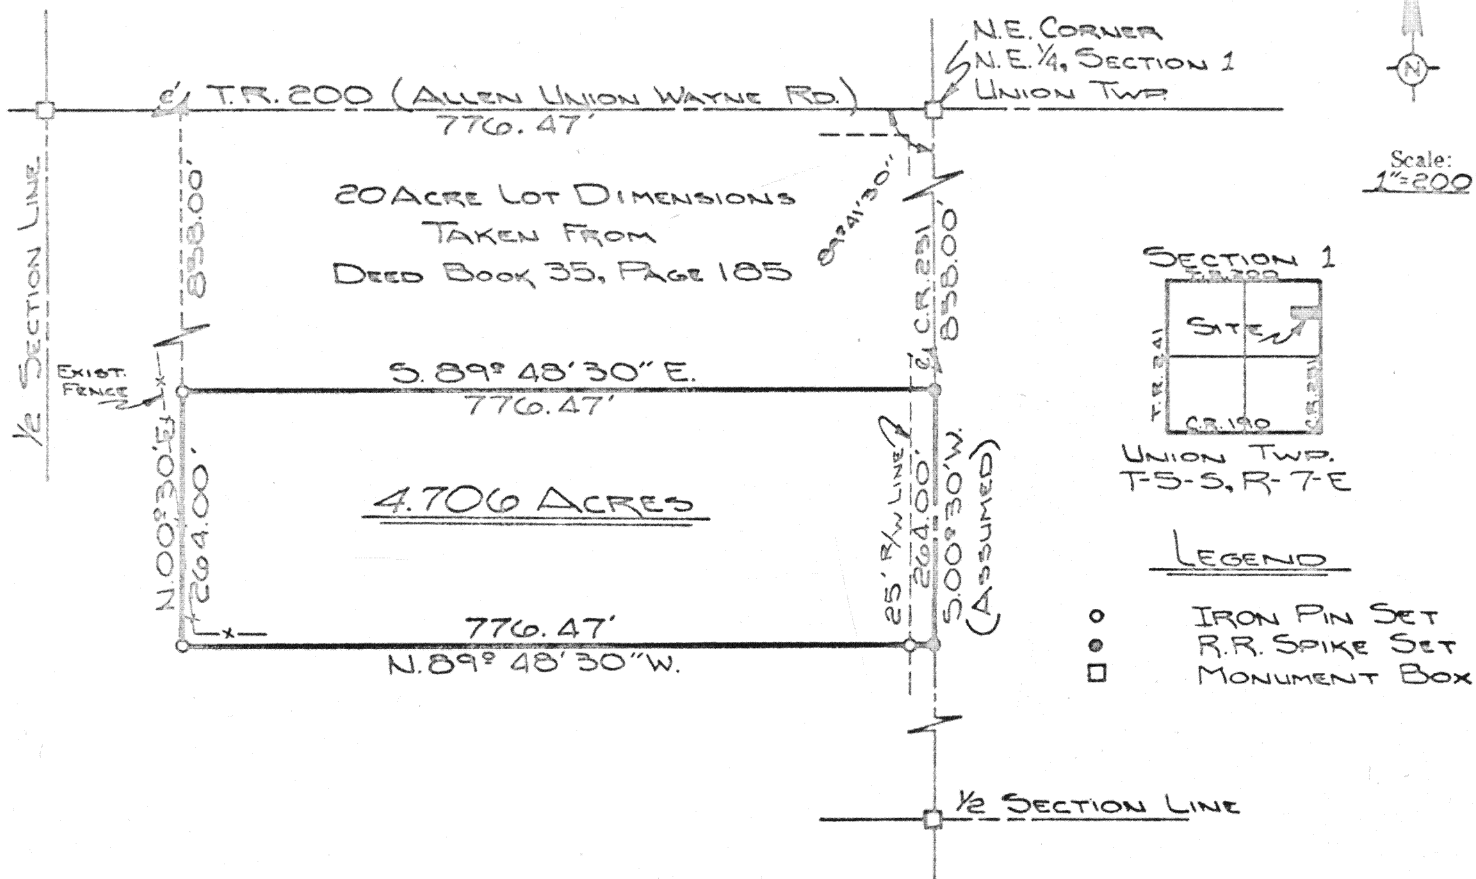 N.E. CORNER
N.E. 1/4, SECTION 1
UNION TWP.
T.R. 200 (ALLEN UNION WAYNE RD.)
776.47'
N
Scale:
1"=200
1/2 SECTION LINE
838.00'
20 ACRE LOT DIMENSIONS
TAKEN FROM
DEED BOOK 35, PAGE 185
89°41'30"
C.R. 231
838.00'
SECTION 1
T.R. 200
SITE
T.R. 241
C.R. 231
C.R. 190
UNION TWP.
T-5-S, R-7-E
EXIST.
FENCE
S. 89° 48' 30" E.
776.47'
N. 00° 30' E.
264.00'
4.706 ACRES
25' R/W LINE
264.00'
S. 00° 30' W.
(ASSUMED)
776.47'
N. 89° 48' 30" W.
LEGEND
IRON PIN SET
R.R. SPIKE SET
MONUMENT BOX
1/2 SECTION LINE